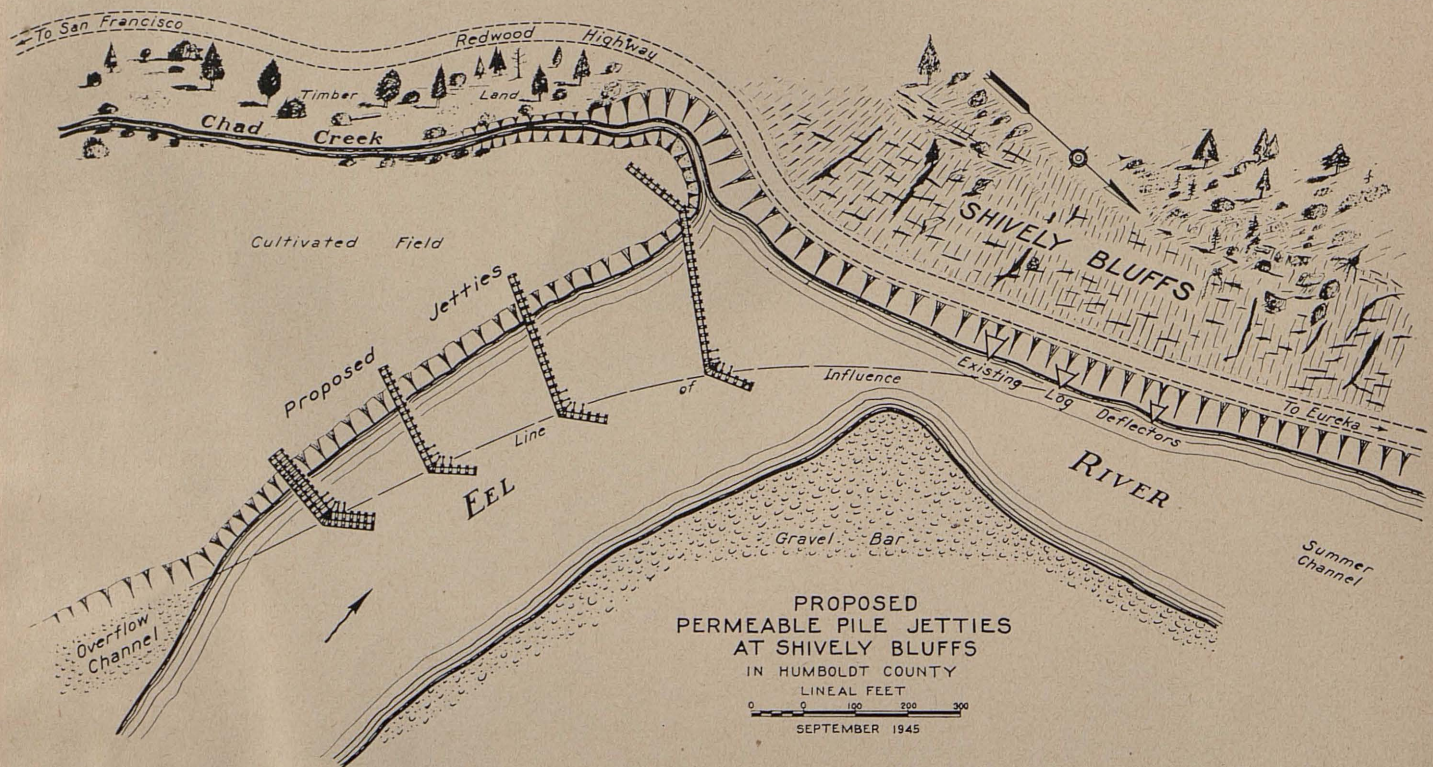 To San Francisco
Redwood Highway
Timber Land
Chad Creek
SHIVELY BLUFFS
Cultivated Field
Proposed Jetties
Line of Influence
Existing Log Deflectors
To Eureka
EEL RIVER
Gravel Bar
Summer
Channel
Overflow
Channel
PROPOSED
PERMEABLE PILE JETTIES
AT SHIVELY BLUFFS
IN HUMBOLDT COUNTY
LINEAL FEET
0 0 100 200 300
SEPTEMBER 1945